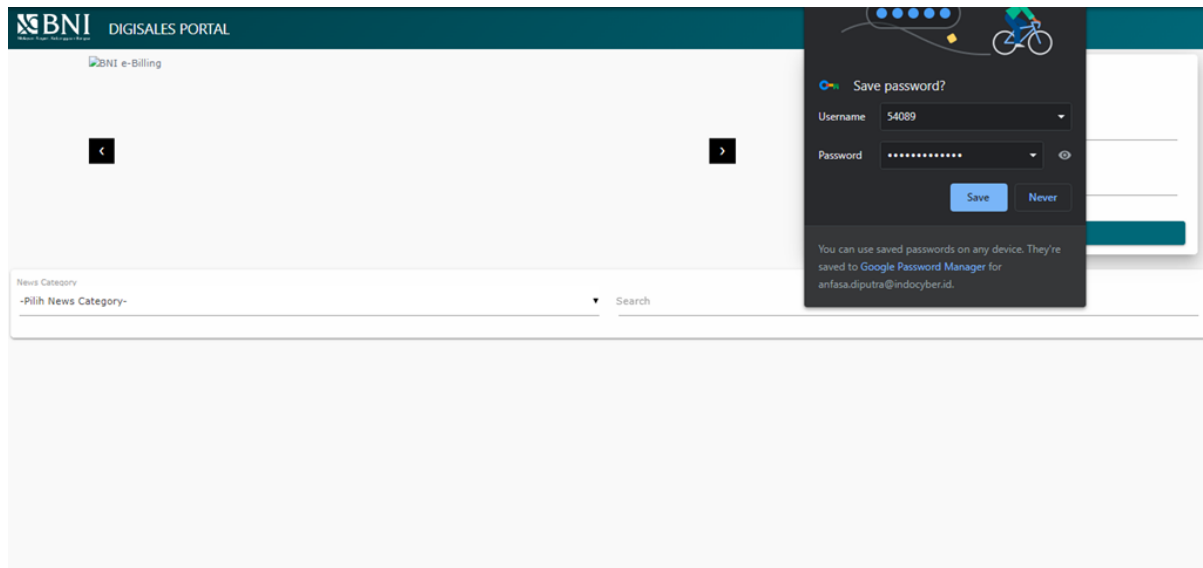 BNI DIGISALES PORTAL
BNI e-Billing
‹
›
Save password?
Username 54089
Password •••••••••••••
Save Never
You can use saved passwords on any device. They're
saved to Google Password Manager for
anfasa.diputra@indocyber.id.
News Category
-Pilih News Category-
Search